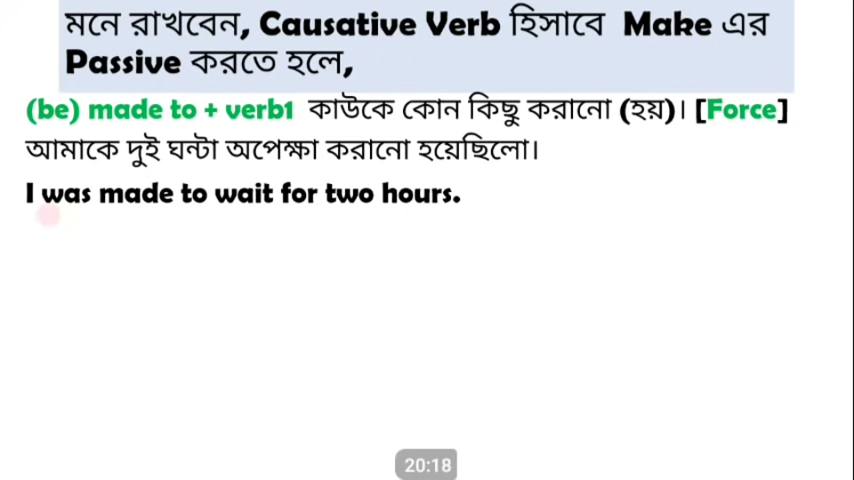 মনে রাখবেন, Causative Verb হিসাবে Make এর
Passive করতে হলে,
(be) made to + verb1 কাউকে কোন কিছু করানো (হয়)। [Force]
আমাকে দুই ঘন্টা অপেক্ষা করানো হয়েছিলো।
I was made to wait for two hours.
20:18